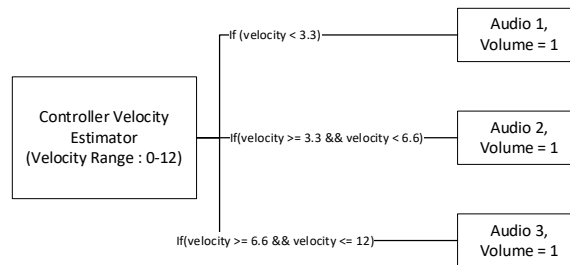 If (velocity < 3.3)
Audio 1,
Volume = 1
Controller Velocity
Estimator
(Velocity Range : 0-12)
If(velocity >= 3.3 && velocity < 6.6)
Audio 2,
Volume = 1
If(velocity >= 6.6 && velocity <= 12)
Audio 3,
Volume = 1